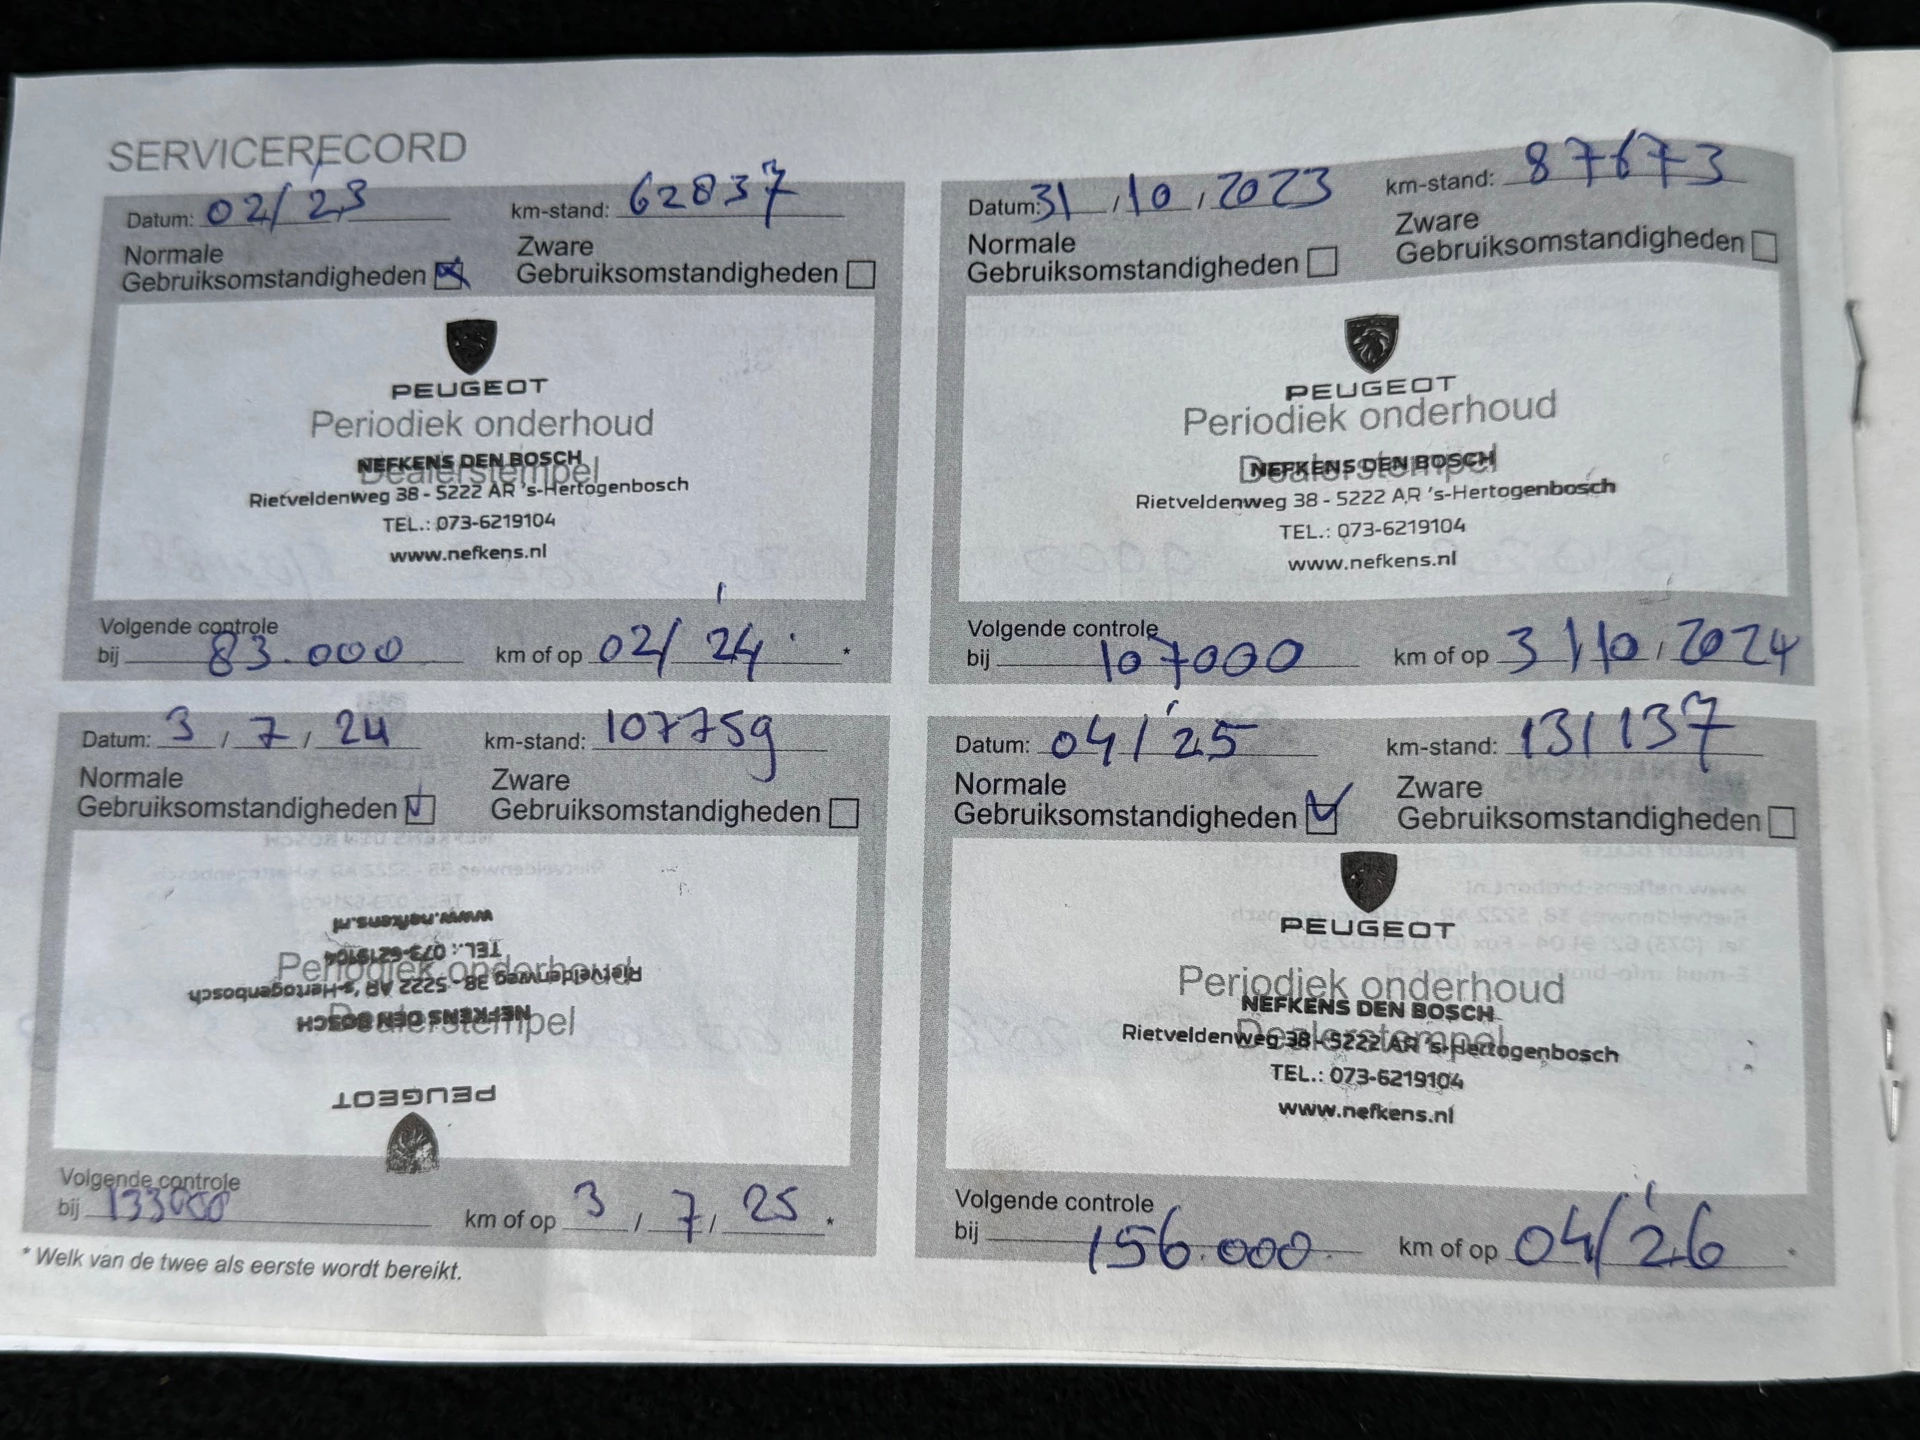 SERVICERECORD
Datum: 02/'23 km-stand: 62837
Normale Zware
Gebruiksomstandigheden Gebruiksomstandigheden
PEUGEOT
Periodiek onderhoud
NEFKENS DEN BOSCH
Dealerstempel
Rietveldenweg 38 - 5222 AR 's-Hertogenbosch
TEL.: 073-6219104
www.nefkens.nl
Volgende controle
bij 83.000 km of op 02/'24 *
Datum: 31/10/2023 km-stand: 87673
Normale Zware
Gebruiksomstandigheden Gebruiksomstandigheden
PEUGEOT
Periodiek onderhoud
NEFKENS DEN BOSCH
Dealerstempel
Rietveldenweg 38 - 5222 AR 's-Hertogenbosch
TEL.: 073-6219104
www.nefkens.nl
Volgende controle
bij 107000 km of op 31/10/2024
Datum: 3/7/24 km-stand: 107759
Normale Zware
Gebruiksomstandigheden Gebruiksomstandigheden
Periodiek onderhoud
Dealerstempel
PEUGEOT
NEFKENS DEN BOSCH
Rietveldenweg 38 - 5222 AR 's-Hertogenbosch
TEL.: 073-6219104
www.nefkens.nl
Volgende controle
bij 133000 km of op 3/7/25 *
Datum: 04/'25 km-stand: 131137
Normale Zware
Gebruiksomstandigheden Gebruiksomstandigheden
PEUGEOT
Periodiek onderhoud
NEFKENS DEN BOSCH
Dealerstempel
Rietveldenweg 38 - 5222 AR 's-Hertogenbosch
TEL.: 073-6219104
www.nefkens.nl
Volgende controle
bij 156.000 km of op 04/'26 *
* Welk van de twee als eerste wordt bereikt.